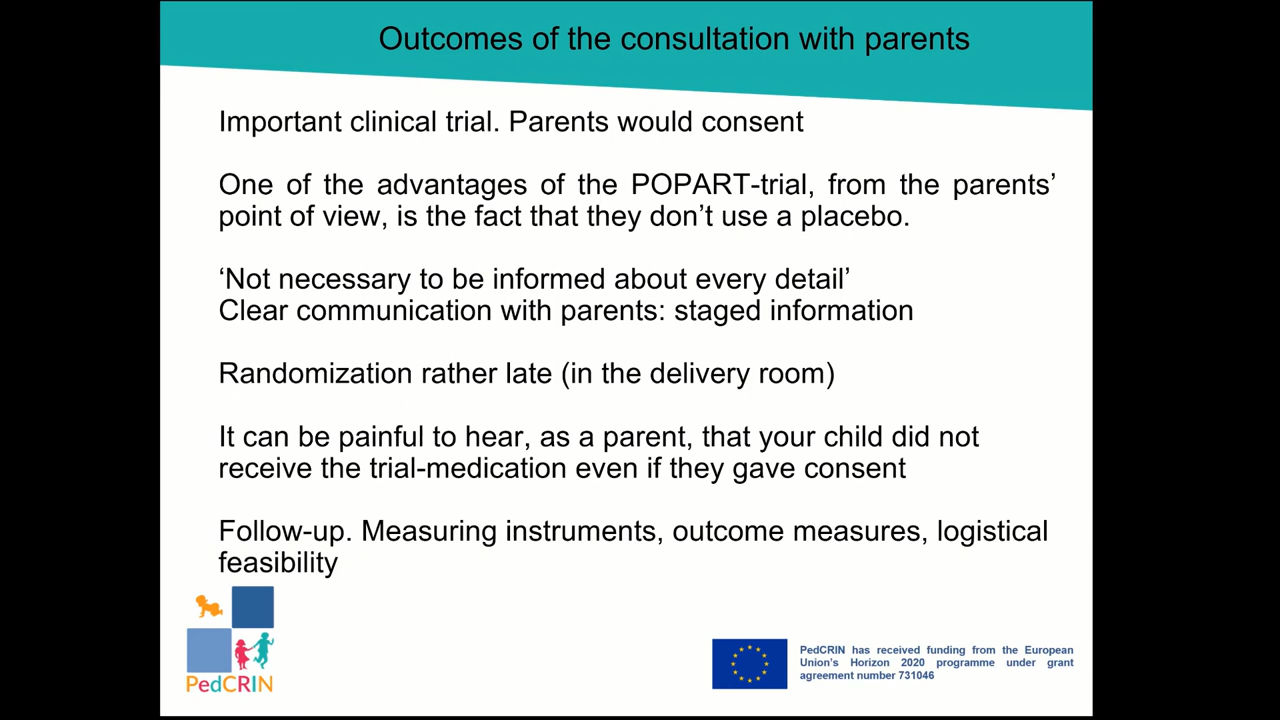 Outcomes of the consultation with parents
Important clinical trial. Parents would consent
One of the advantages of the POPART-trial, from the parents’
point of view, is the fact that they don’t use a placebo.
‘Not necessary to be informed about every detail’
Clear communication with parents: staged information
Randomization rather late (in the delivery room)
It can be painful to hear, as a parent, that your child did not
receive the trial-medication even if they gave consent
Follow-up. Measuring instruments, outcome measures, logistical
feasibility
PedCRIN
PedCRIN has received funding from the European
Union’s Horizon 2020 programme under grant
agreement number 731046